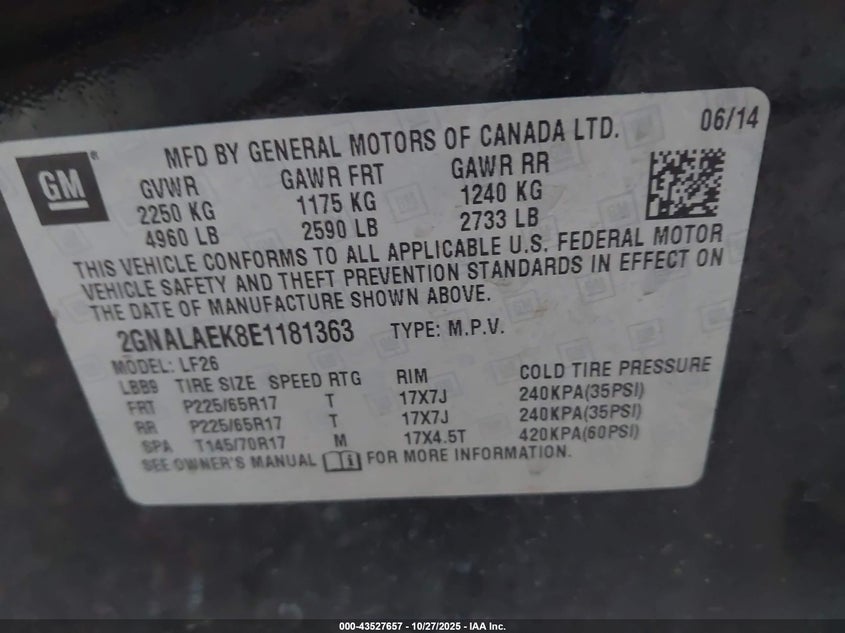 MFD BY GENERAL MOTORS OF CANADA LTD. 06/14
GM ®
GVWR GAWR FRT GAWR RR
2250 KG 1175 KG 1240 KG
4960 LB 2590 LB 2733 LB
THIS VEHICLE CONFORMS TO ALL APPLICABLE U.S. FEDERAL MOTOR
VEHICLE SAFETY AND THEFT PREVENTION STANDARDS IN EFFECT ON
THE DATE OF MANUFACTURE SHOWN ABOVE.
2GNALAEK8E1181363 TYPE: M.P.V.
MODEL: LF26
LBB9 TIRE SIZE SPEED RTG RIM COLD TIRE PRESSURE
FRT P225/65R17 T 17X7J 240KPA(35PSI)
RR P225/65R17 T 17X7J 240KPA(35PSI)
SPA T145/70R17 M 17X4.5T 420KPA(60PSI)
SEE OWNER'S MANUAL FOR MORE INFORMATION.
000-43527657 - 10/27/2025 - IAA Inc.